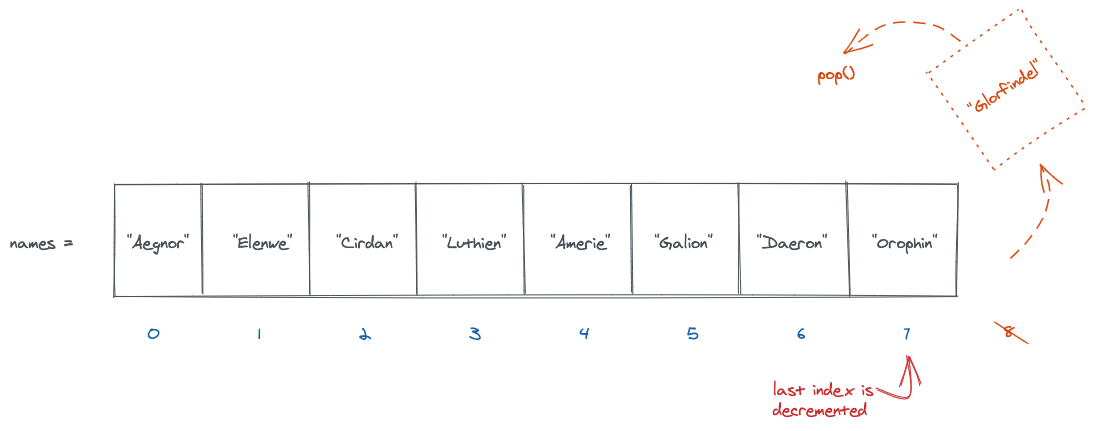 pop()
"Glorfindel"
names = "Aegnor" "Elenwe" "Cirdan" "Luthien" "Amerie" "Galion" "Daeron" "Orophin"
0 1 2 3 4 5 6 7 8
last index is
decremented